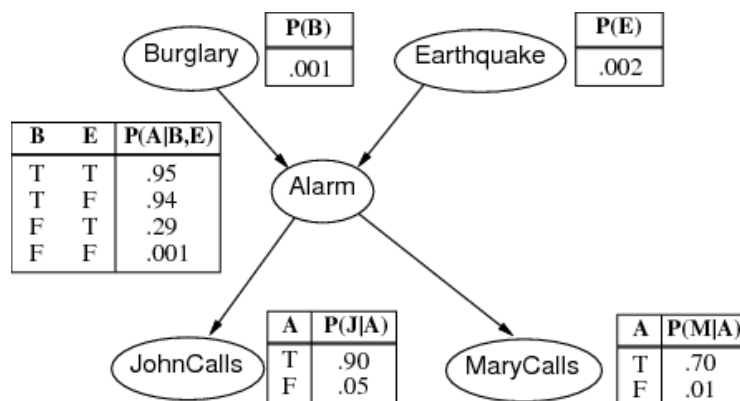 Burglary
P(B)
.001
Earthquake
P(E)
.002
B E P(A|B,E)
T T .95
T F .94
F T .29
F F .001
Alarm
JohnCalls
A P(J|A)
T .90
F .05
MaryCalls
A P(M|A)
T .70
F .01